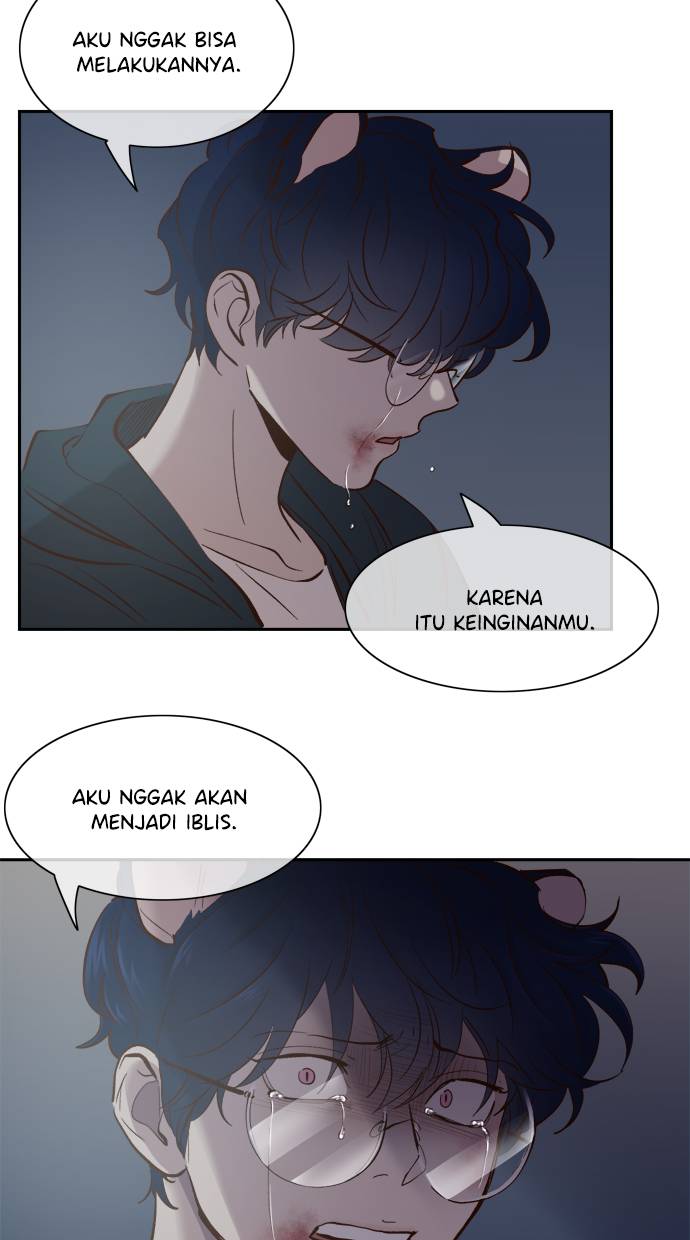 AKU NGGAK BISA
MELAKUKANNYA.
KARENA
ITU KEINGINANMU.
AKU NGGAK AKAN
MENJADI IBLIS.